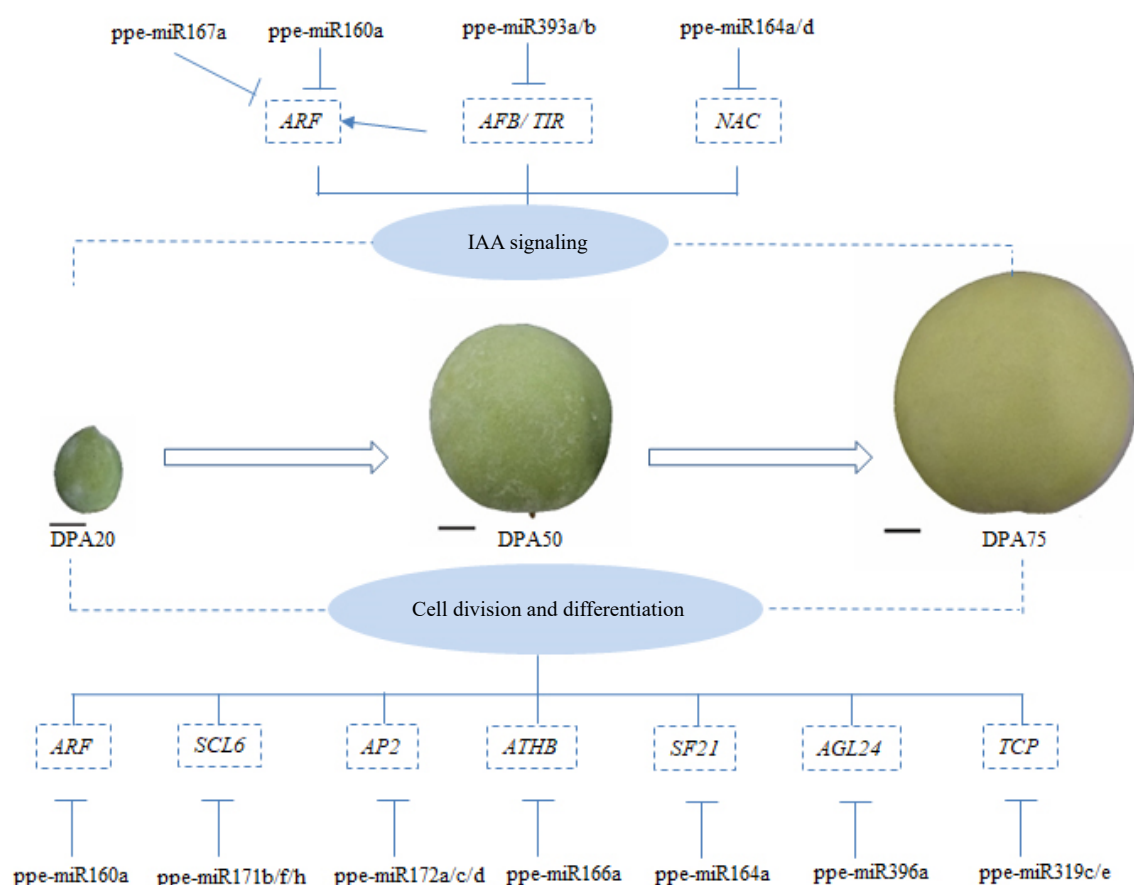 ppe-miR167a ppe-miR160a ppe-miR393a/b ppe-miR164a/d
ARF AFB/ TIR NAC
IAA signaling
DPA20 DPA50 DPA75
Cell division and differentiation
ARF SCL6 AP2 ATHB SF21 AGL24 TCP
ppe-miR160a ppe-miR171b/f/h ppe-miR172a/c/d ppe-miR166a ppe-miR164a ppe-miR396a ppe-miR319c/e